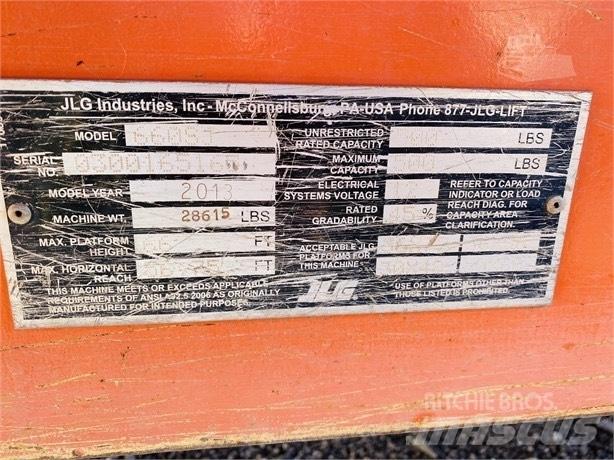 JLG Industries, Inc - McConnellsburg, PA-USA Phone 877-JLG-LIFT
MODEL 660SJ
UNRESTRICTED RATED CAPACITY LBS
SERIAL NO.
MAXIMUM CAPACITY LBS
MODEL YEAR 2013
ELECTRICAL SYSTEMS VOLTAGE 12
REFER TO CAPACITY
INDICATOR OR LOAD
REACH DIAG. FOR
CAPACITY AREA
CLARIFICATION.
MACHINE WT. 28615 LBS
RATED GRADABILITY 45 %
MAX. PLATFORM HEIGHT 66 FT
ACCEPTABLE JLG
PLATFORMS FOR
THIS MACHINE
MAX. HORIZONTAL REACH FT
THIS MACHINE MEETS OR EXCEEDS APPLICABLE
REQUIREMENTS OF ANSI A92.5 2006 AS ORIGINALLY
MANUFACTURED FOR INTENDED PURPOSES.
JLG
USE OF PLATFORMS OTHER THAN
THOSE LISTED IS PROHIBITED.
RITCHIE BROS.
MASCUS